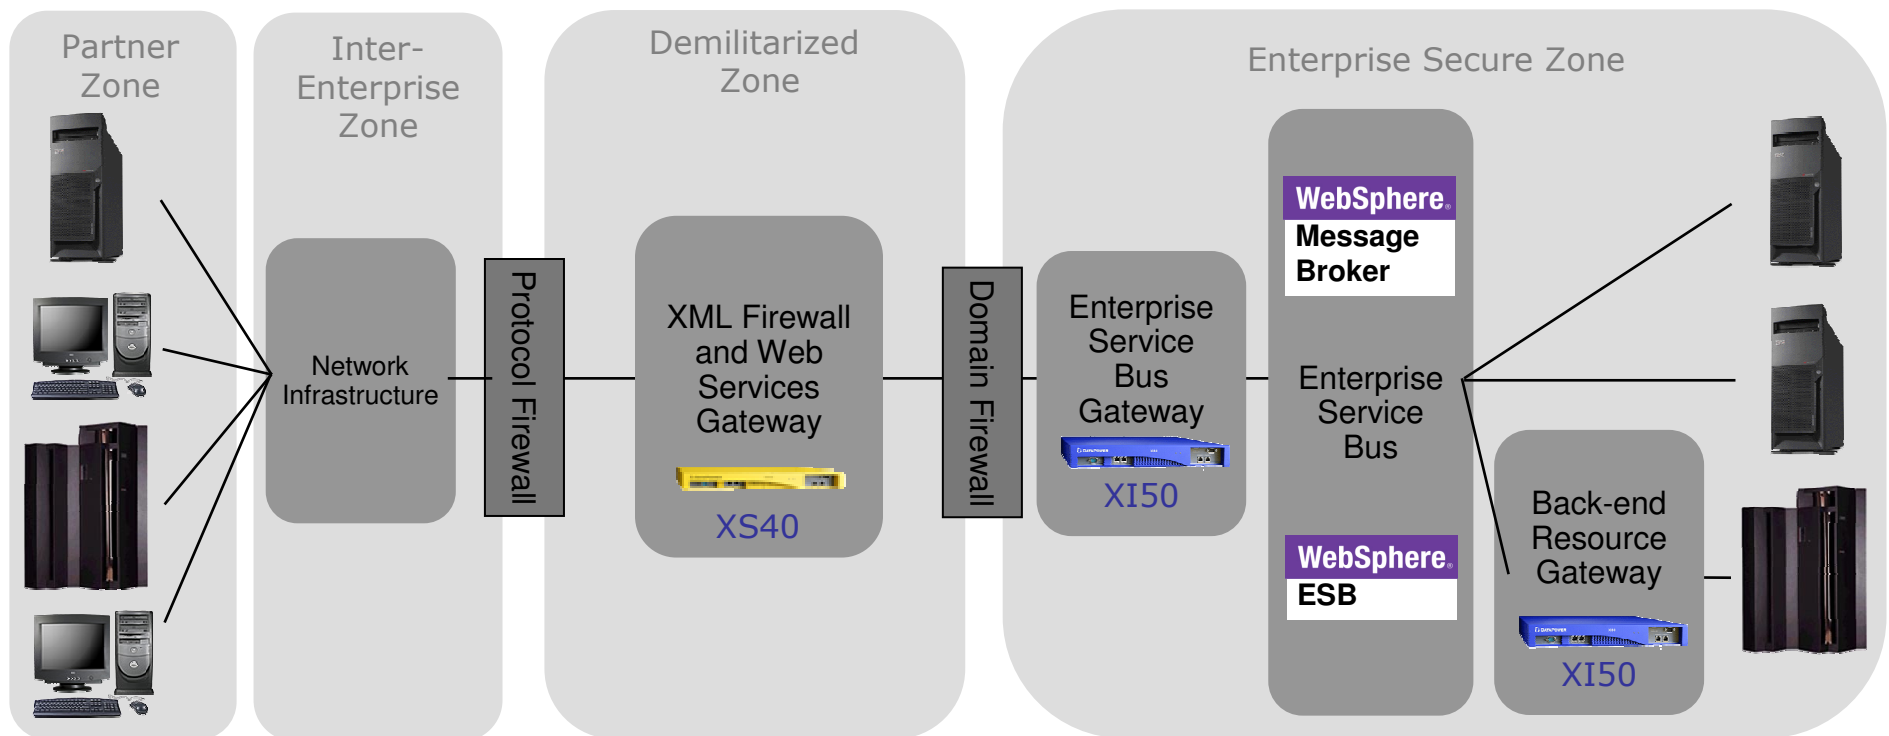 Partner
Zone
Inter-
Enterprise
Zone
Demilitarized
Zone
Enterprise Secure Zone
Network
Infrastructure
Protocol Firewall
XML Firewall
and Web
Services
Gateway
XS40
Domain Firewall
Enterprise
Service
Bus
Gateway
XI50
WebSphere®
Message
Broker
Enterprise
Service
Bus
WebSphere®
ESB
Back-end
Resource
Gateway
DATAPOWER
XI50